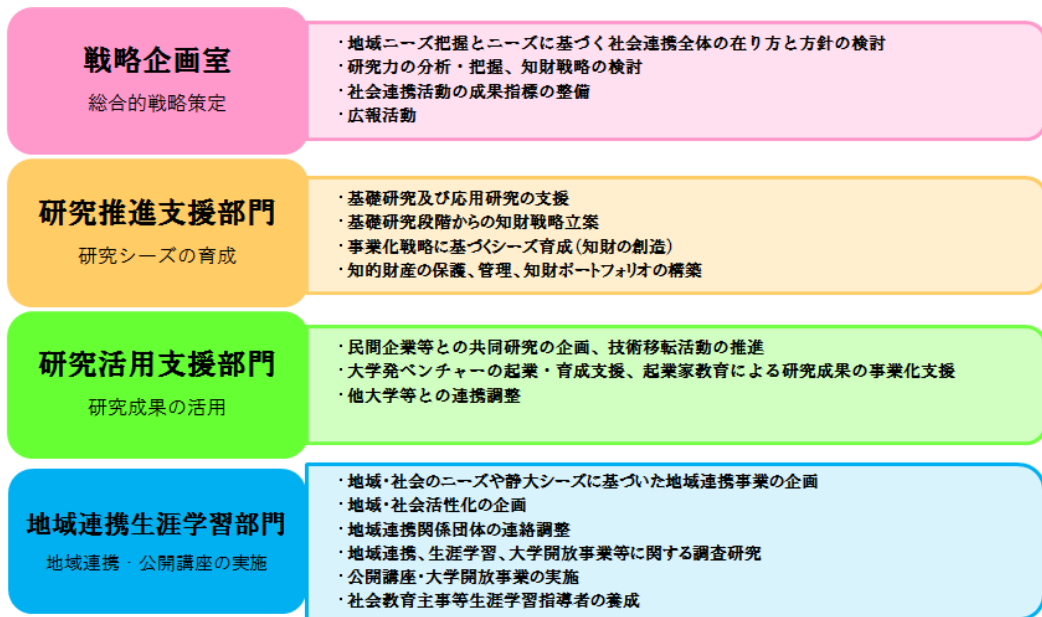 戦略企画室
総合的戦略策定
・地域ニーズ把握とニーズに基づく社会連携全体の在り方と方針の検討
・研究力の分析・把握、知財戦略の検討
・社会連携活動の成果指標の整備
・広報活動
研究推進支援部門
研究シーズの育成
・基礎研究及び応用研究の支援
・基礎研究段階からの知財戦略立案
・事業化戦略に基づくシーズ育成(知財の創造)
・知的財産の保護、管理、知財ポートフォリオの構築
研究活用支援部門
研究成果の活用
・民間企業等との共同研究の企画、技術移転活動の推進
・大学発ベンチャーの起業・育成支援、起業家教育による研究成果の事業化支援
・他大学等との連携調整
地域連携生涯学習部門
地域連携・公開講座の実施
・地域・社会のニーズや静大シーズに基づいた地域連携事業の企画
・地域・社会活性化の企画
・地域連携関係団体の連絡調整
・地域連携、生涯学習、大学開放事業等に関する調査研究
・公開講座・大学開放事業の実施
・社会教育主事等生涯学習指導者の養成